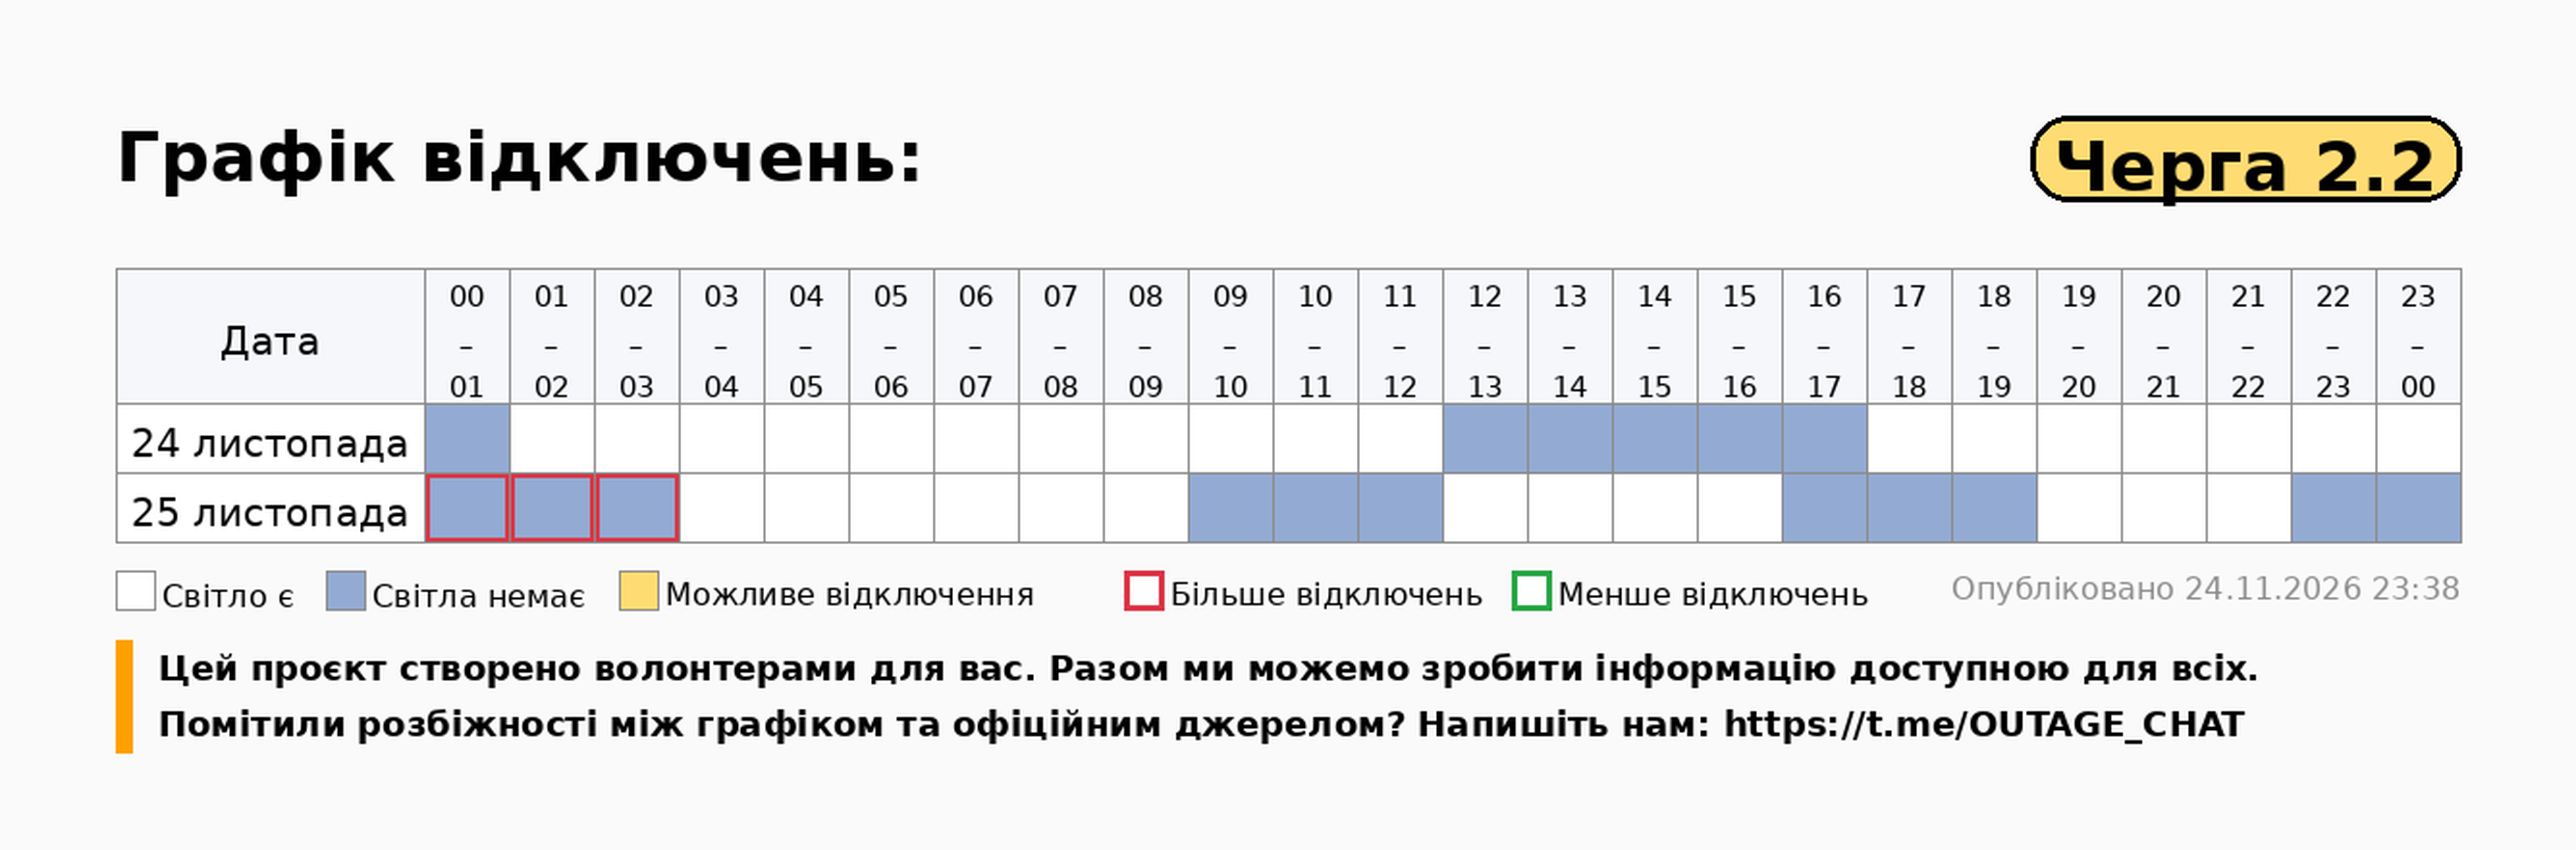 Графік відключень:
Черга 2.2
Дата
00 – 01
01 – 02
02 – 03
03 – 04
04 – 05
05 – 06
06 – 07
07 – 08
08 – 09
09 – 10
10 – 11
11 – 12
12 – 13
13 – 14
14 – 15
15 – 16
16 – 17
17 – 18
18 – 19
19 – 20
20 – 21
21 – 22
22 – 23
23 – 00
24 листопада
25 листопада
Світло є
Світла немає
Можливе відключення
Більше відключень
Менше відключень
Опубліковано 24.11.2026 23:38
Цей проєкт створено волонтерами для вас. Разом ми можемо зробити інформацію доступною для всіх.
Помітили розбіжності між графіком та офіційним джерелом? Напишіть нам: https://t.me/OUTAGE_CHAT